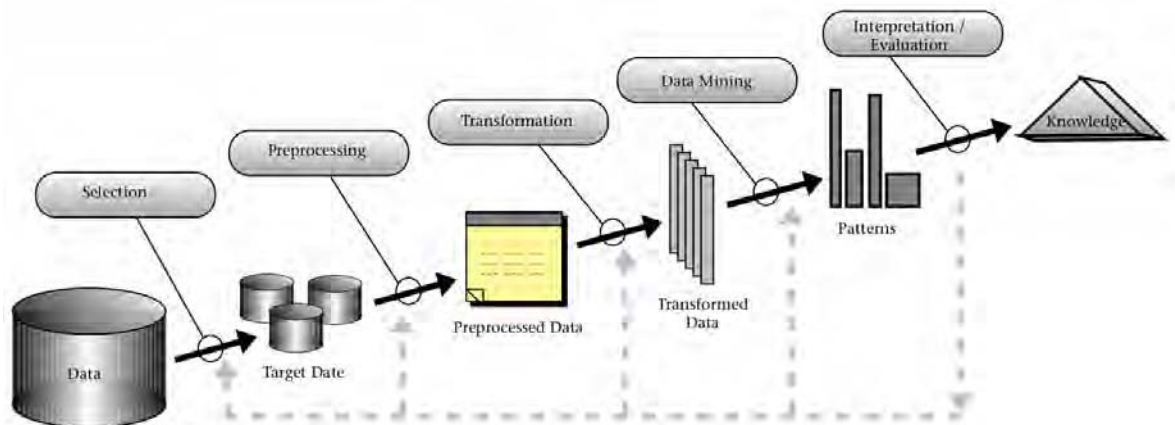 Interpretation /
Evaluation
Data Mining
Transformation
Preprocessing
Selection
Data
Target Date
Preprocessed Data
Transformed
Data
Patterns
Knowledge